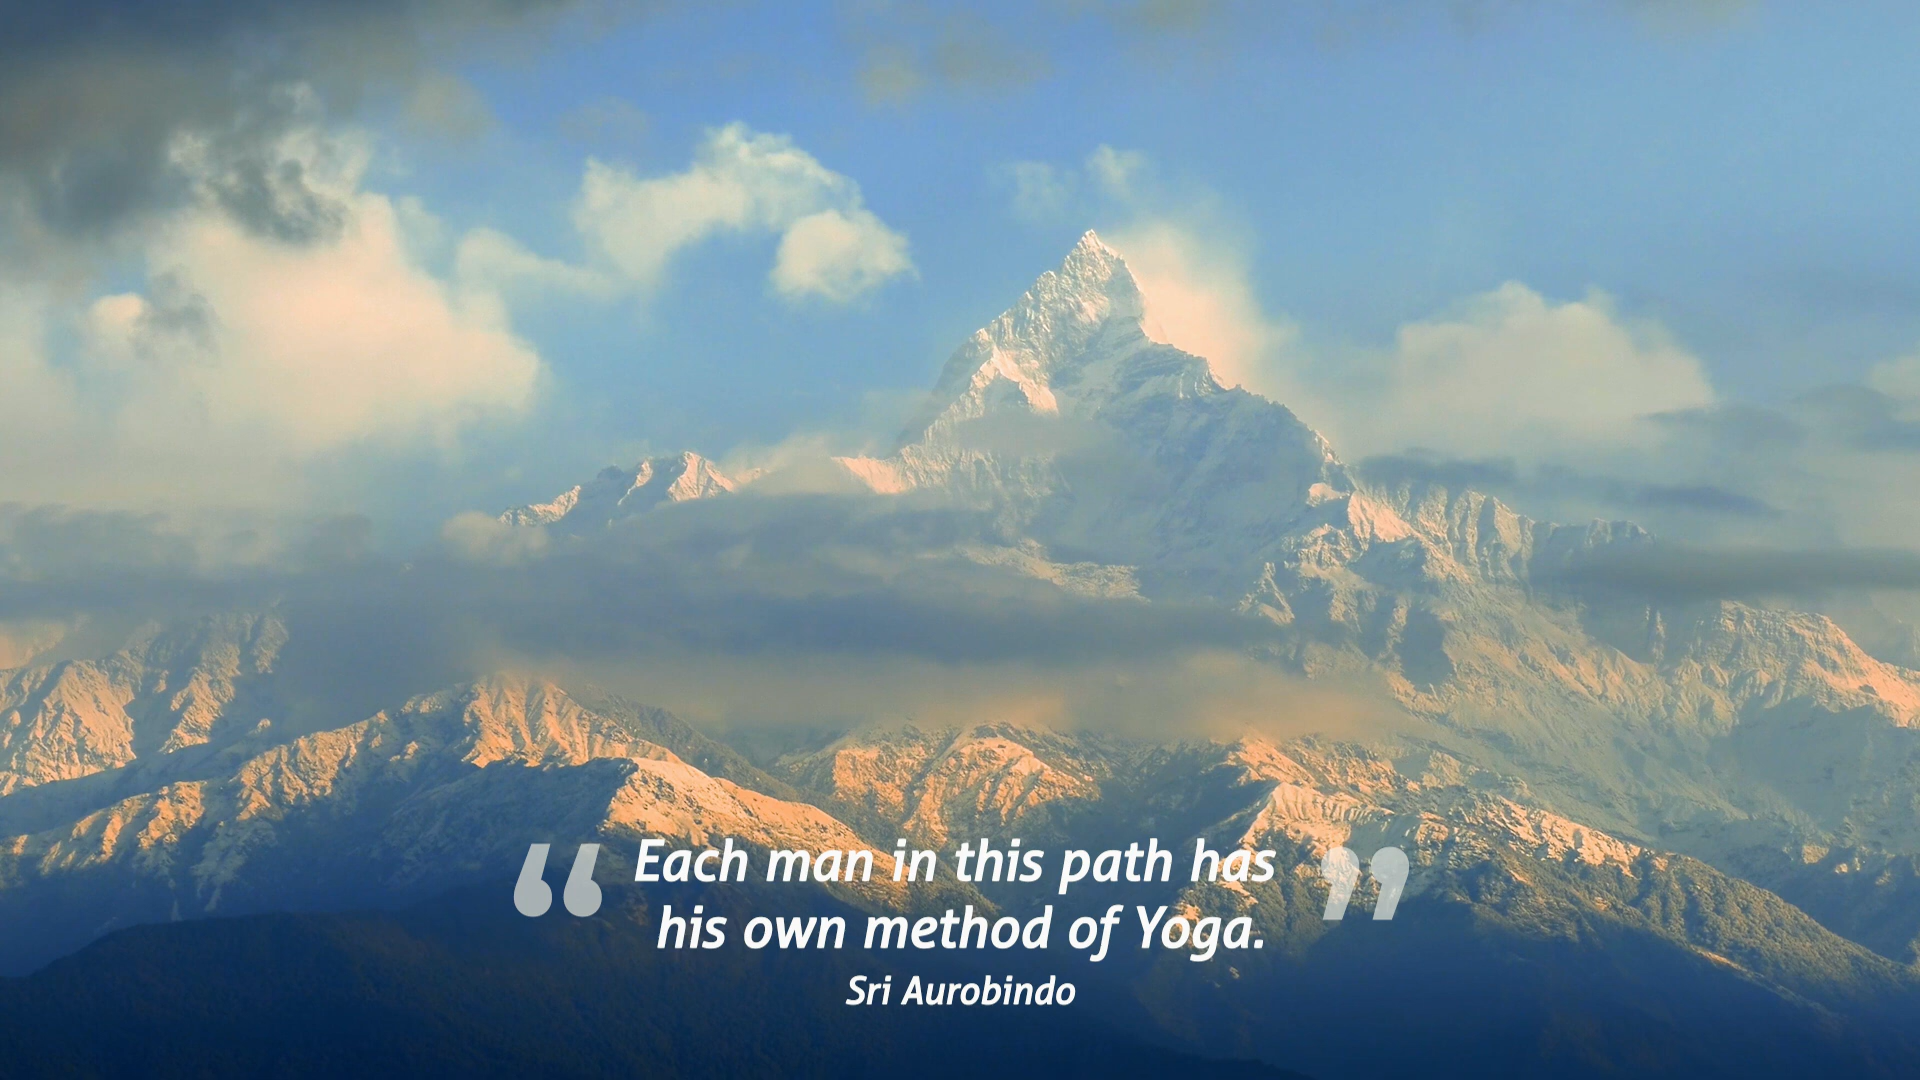 “ Each man in this path has ”
his own method of Yoga.
Sri Aurobindo